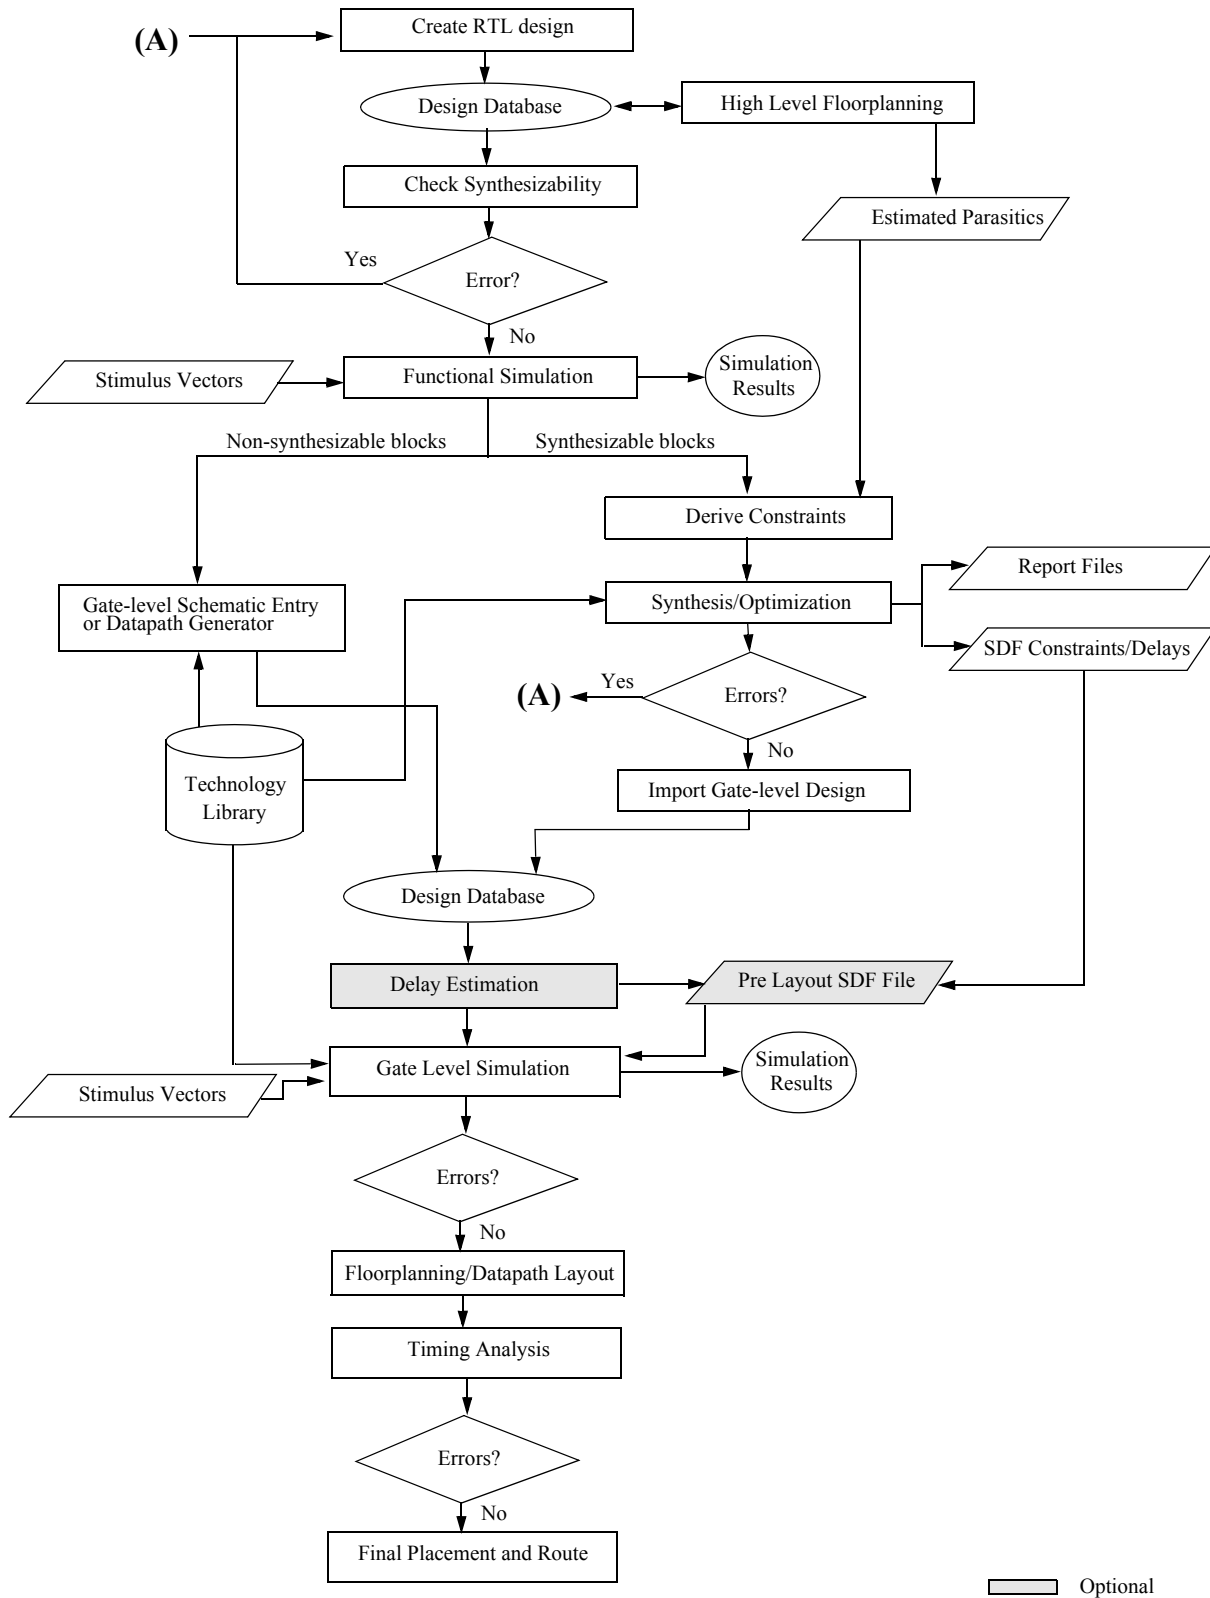 (A)
Create RTL design
Design Database
High Level Floorplanning
Check Synthesizability
Estimated Parasitics
Yes
Error?
No
Stimulus Vectors
Functional Simulation
Simulation
Results
Non-synthesizable blocks
Synthesizable blocks
Derive Constraints
Report Files
Gate-level Schematic Entry
or Datapath Generator
Synthesis/Optimization
SDF Constraints/Delays
(A)
Yes
Errors?
No
Technology
Library
Import Gate-level Design
Design Database
Delay Estimation
Pre Layout SDF File
Gate Level Simulation
Simulation
Results
Stimulus Vectors
Errors?
No
Floorplanning/Datapath Layout
Timing Analysis
Errors?
No
Final Placement and Route
Optional